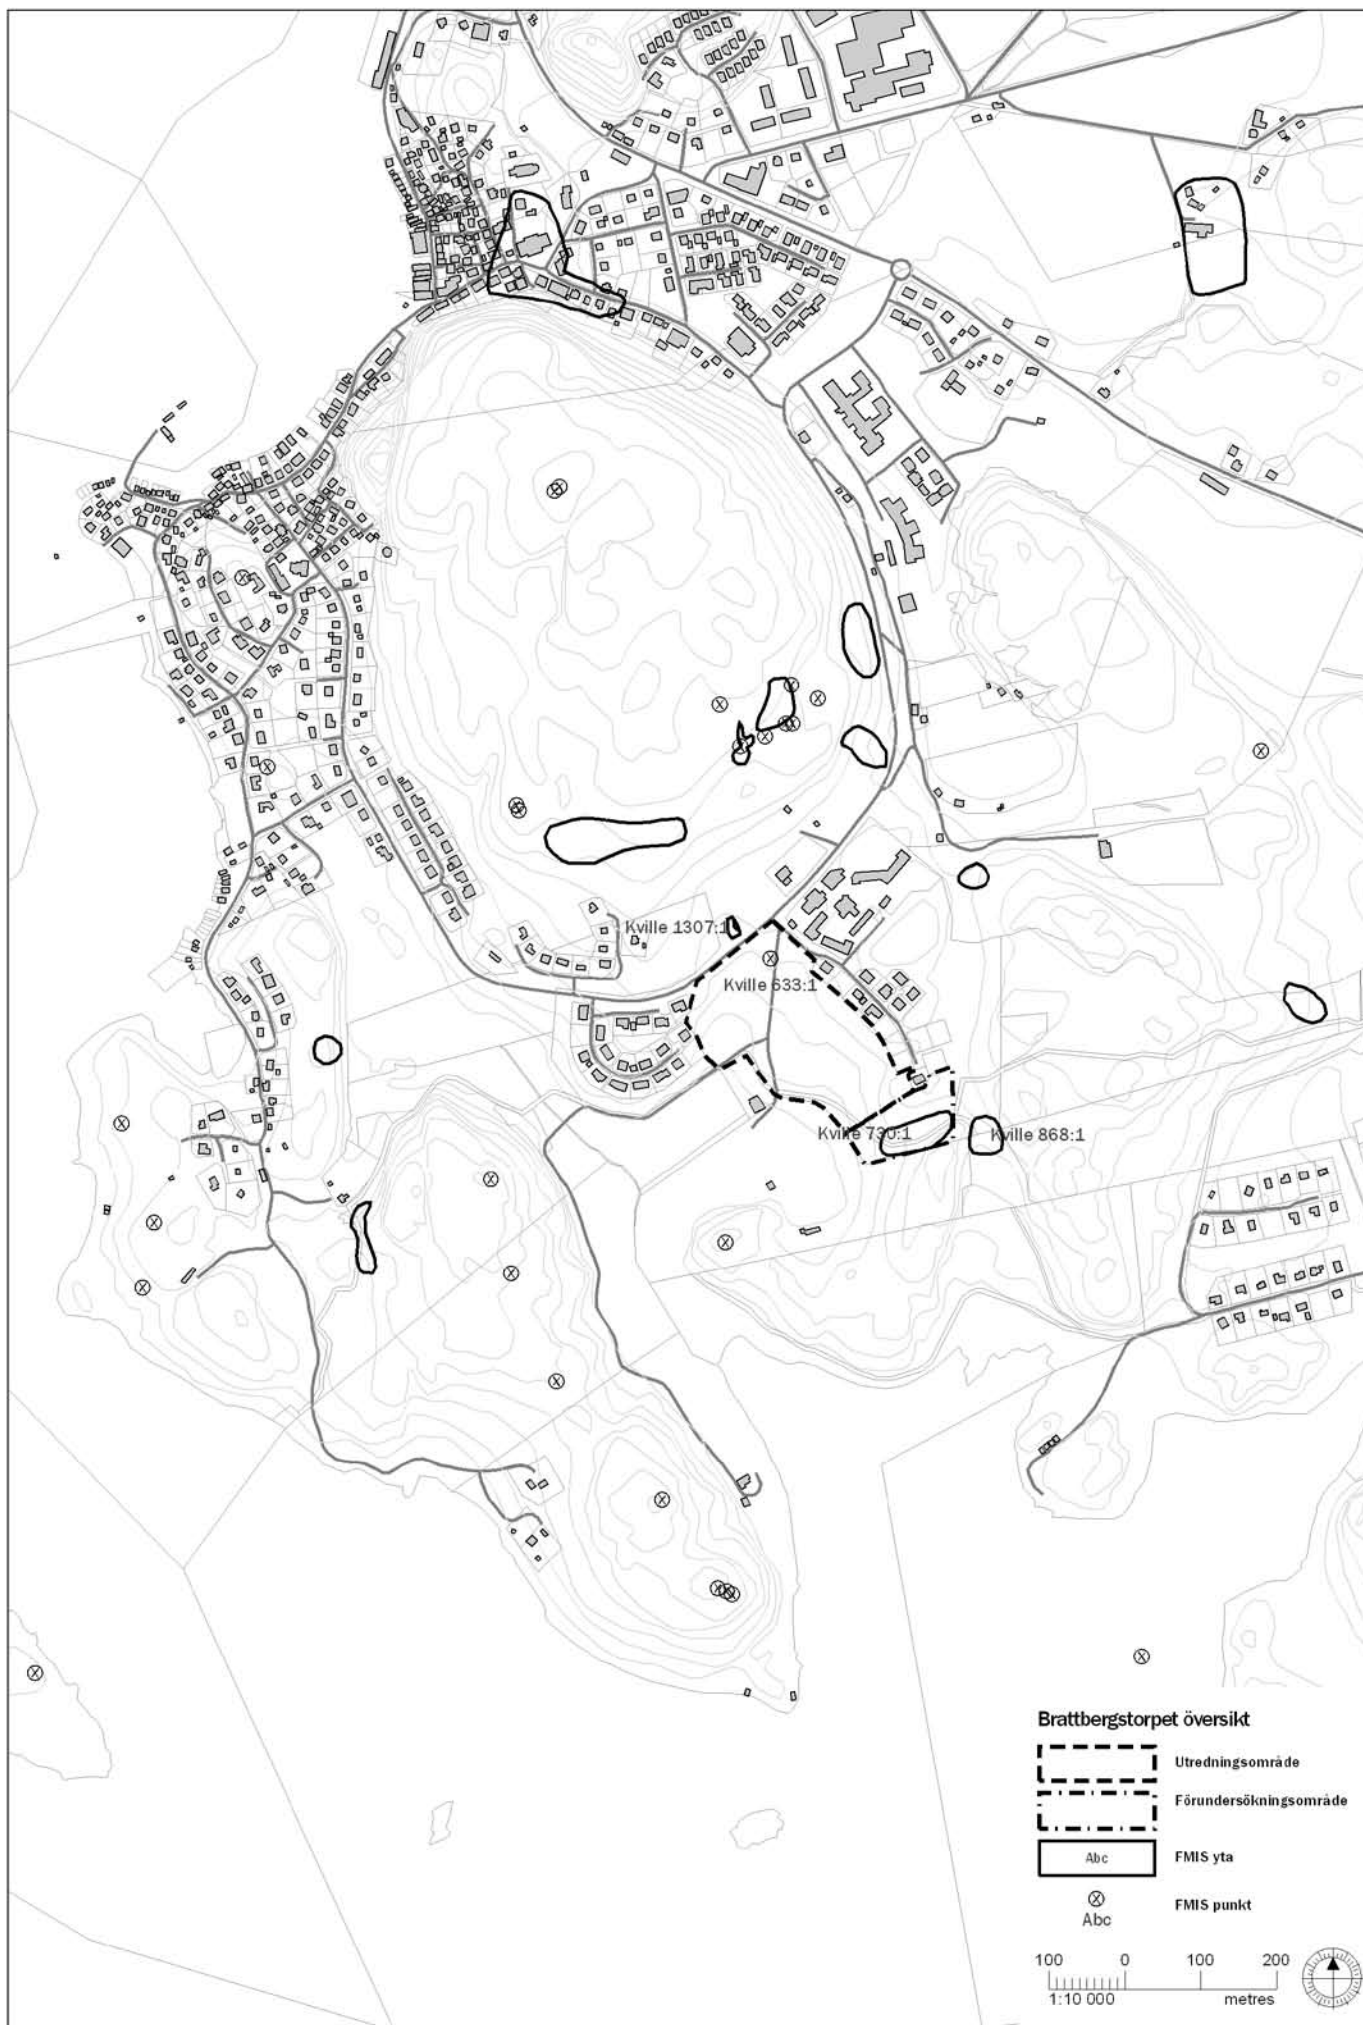 Kville 1307:1
Kville 633:1
Kville 730:1
Kville 868:1
Brattbergstorpet översikt
Utredningsområde
Förundersökningsområde
Abc
FMIS yta
FMIS punkt
Abc
100 0 100 200
1:10 000 metres